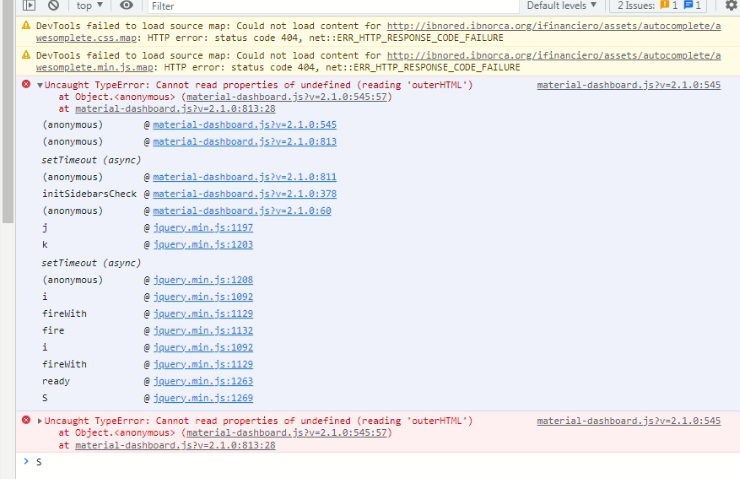 top ▼ Filter Default levels ▼ 2 Issues: 1 1
DevTools failed to load source map: Could not load content for http://ibnored.ibnorca.org/ifinanciero/assets/autocomplete/a
wesomplete.css.map: HTTP error: status code 404, net::ERR_HTTP_RESPONSE_CODE_FAILURE
DevTools failed to load source map: Could not load content for http://ibnored.ibnorca.org/ifinanciero/assets/autocomplete/a
wesomplete.min.js.map: HTTP error: status code 404, net::ERR_HTTP_RESPONSE_CODE_FAILURE
▼Uncaught TypeError: Cannot read properties of undefined (reading 'outerHTML') material-dashboard.js?v=2.1.0:545
at Object.<anonymous> (material-dashboard.js?v=2.1.0:545:57)
at material-dashboard.js?v=2.1.0:813:28
(anonymous) @ material-dashboard.js?v=2.1.0:545
(anonymous) @ material-dashboard.js?v=2.1.0:813
setTimeout (async)
(anonymous) @ material-dashboard.js?v=2.1.0:811
initSidebarsCheck @ material-dashboard.js?v=2.1.0:378
(anonymous) @ material-dashboard.js?v=2.1.0:60
j @ jquery.min.js:1197
k @ jquery.min.js:1203
setTimeout (async)
(anonymous) @ jquery.min.js:1208
i @ jquery.min.js:1092
fireWith @ jquery.min.js:1129
fire @ jquery.min.js:1132
i @ jquery.min.js:1092
fireWith @ jquery.min.js:1129
ready @ jquery.min.js:1263
S @ jquery.min.js:1269
▶Uncaught TypeError: Cannot read properties of undefined (reading 'outerHTML') material-dashboard.js?v=2.1.0:545
at Object.<anonymous> (material-dashboard.js?v=2.1.0:545:57)
at material-dashboard.js?v=2.1.0:813:28
> S